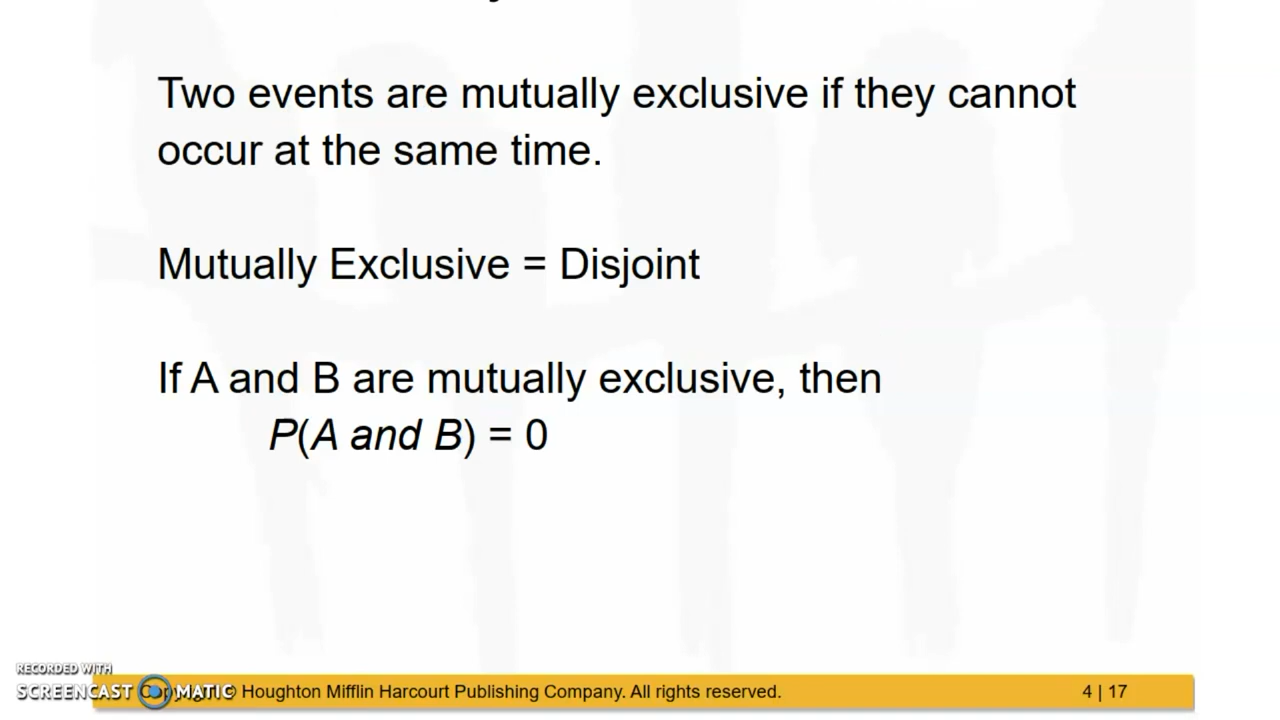 Two events are mutually exclusive if they cannot
occur at the same time.
Mutually Exclusive = Disjoint
If A and B are mutually exclusive, then
P(A and B) = 0
RECORDED WITH
SCREENCAST MATIC
Houghton Mifflin Harcourt Publishing Company. All rights reserved.
4 | 17